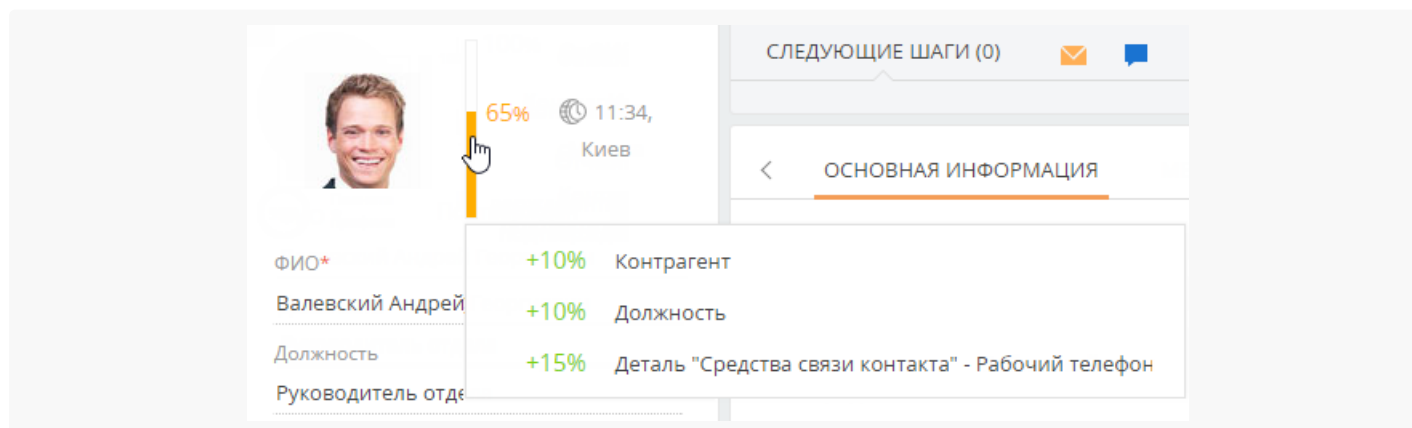 65%
11:34,
Киев
СЛЕДУЮЩИЕ ШАГИ (0)
ОСНОВНАЯ ИНФОРМАЦИЯ
ФИО*
Валевский Андрей
Должность
Руководитель отде
+10% Контрагент
+10% Должность
+15% Деталь "Средства связи контакта" - Рабочий телефон